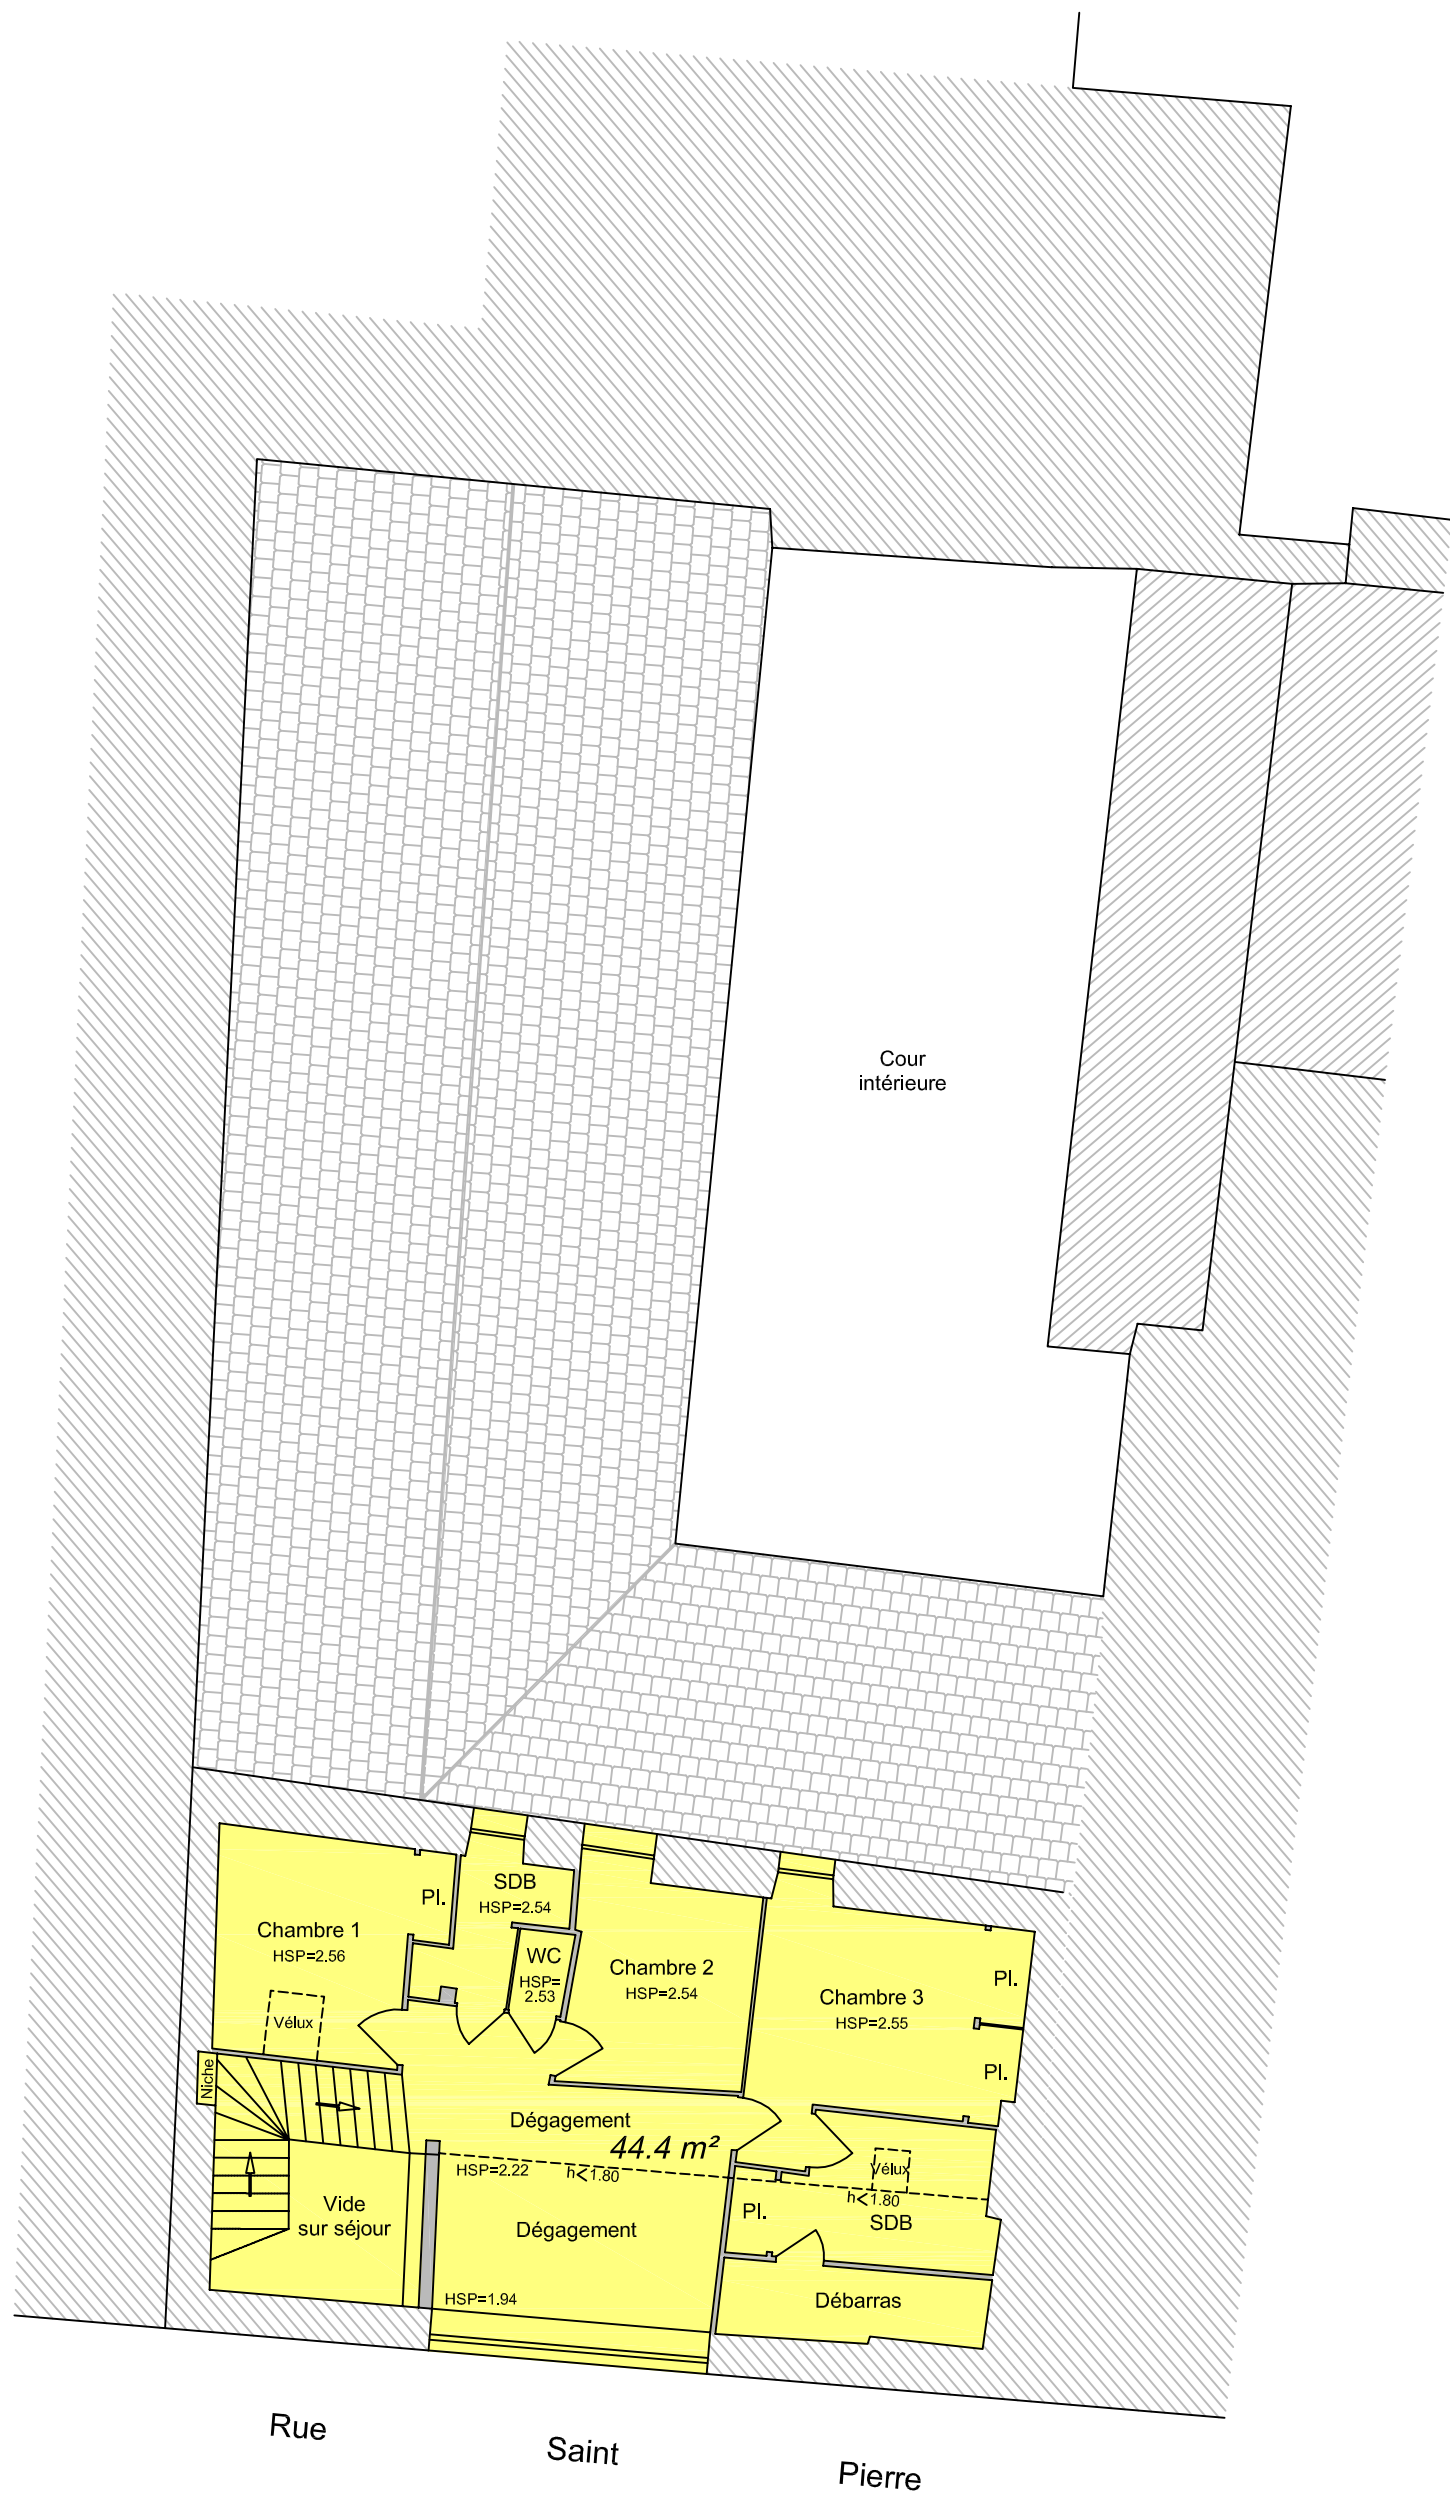 Cour
intérieure
SDB
HSP=2.54
Pl.
Chambre 1
HSP=2.56
WC
HSP=
2.53
Chambre 2
HSP=2.54
Chambre 3
HSP=2.55
Pl.
Pl.
Vélux
Niche
Dégagement
44.4 m²
HSP=2.22
h<1.80
Vélux
h<1.80
SDB
Pl.
Vide
sur séjour
Dégagement
HSP=1.94
Débarras
Rue Saint Pierre